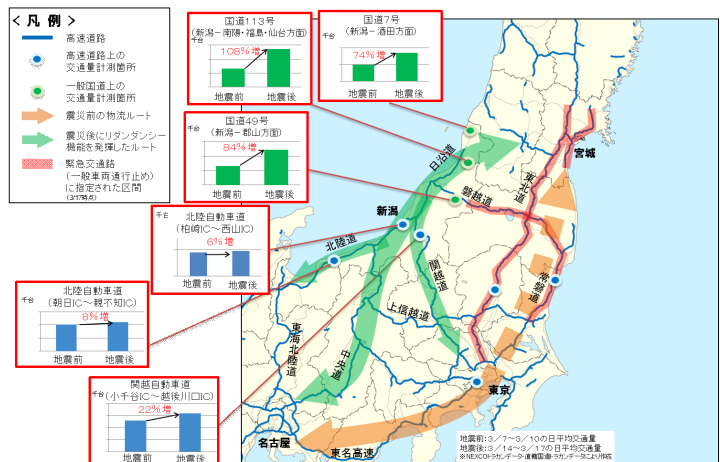 < 凡 例 >
高速道路
高速道路上の
交通量計測箇所
一般国道上の
交通量計測箇所
震災前の物流ルート
震災後にリダンダンシー
機能を発揮したルート
緊急交通路
(一般車両通行止め)
に指定された区間
(3/17時点)
国道113号
(新潟－南陽・福島・仙台方面)
千台
108%増
地震前 地震後
国道7号
(新潟－酒田方面)
千台
74%増
地震前 地震後
国道49号
(新潟－郡山方面)
千台
84%増
地震前 地震後
北陸自動車道
(柏崎IC～西山IC)
千台
6%増
地震前 地震後
北陸自動車道
(朝日IC～親不知IC)
千台
8%増
地震前 地震後
関越自動車道
(小千谷IC～越後川口IC)
千台
22%増
地震前 地震後
日沿道
宮城
東北道
磐越道
新潟
北陸道
関越道
常磐道
上信越道
東海北陸道
中央道
東京
名古屋
東名高速
地震前：3／7～3／10の日平均交通量
地震後：3／14～3／17の日平均交通量